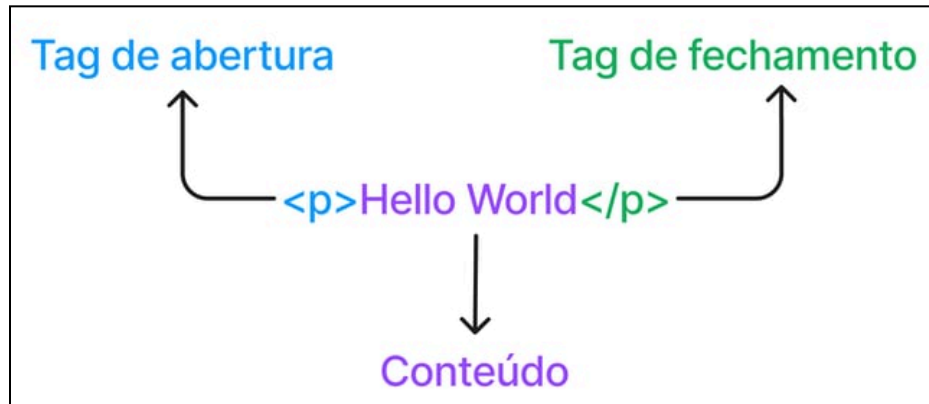 Tag de abertura
Tag de fechamento
<p>Hello World</p>
Conteúdo